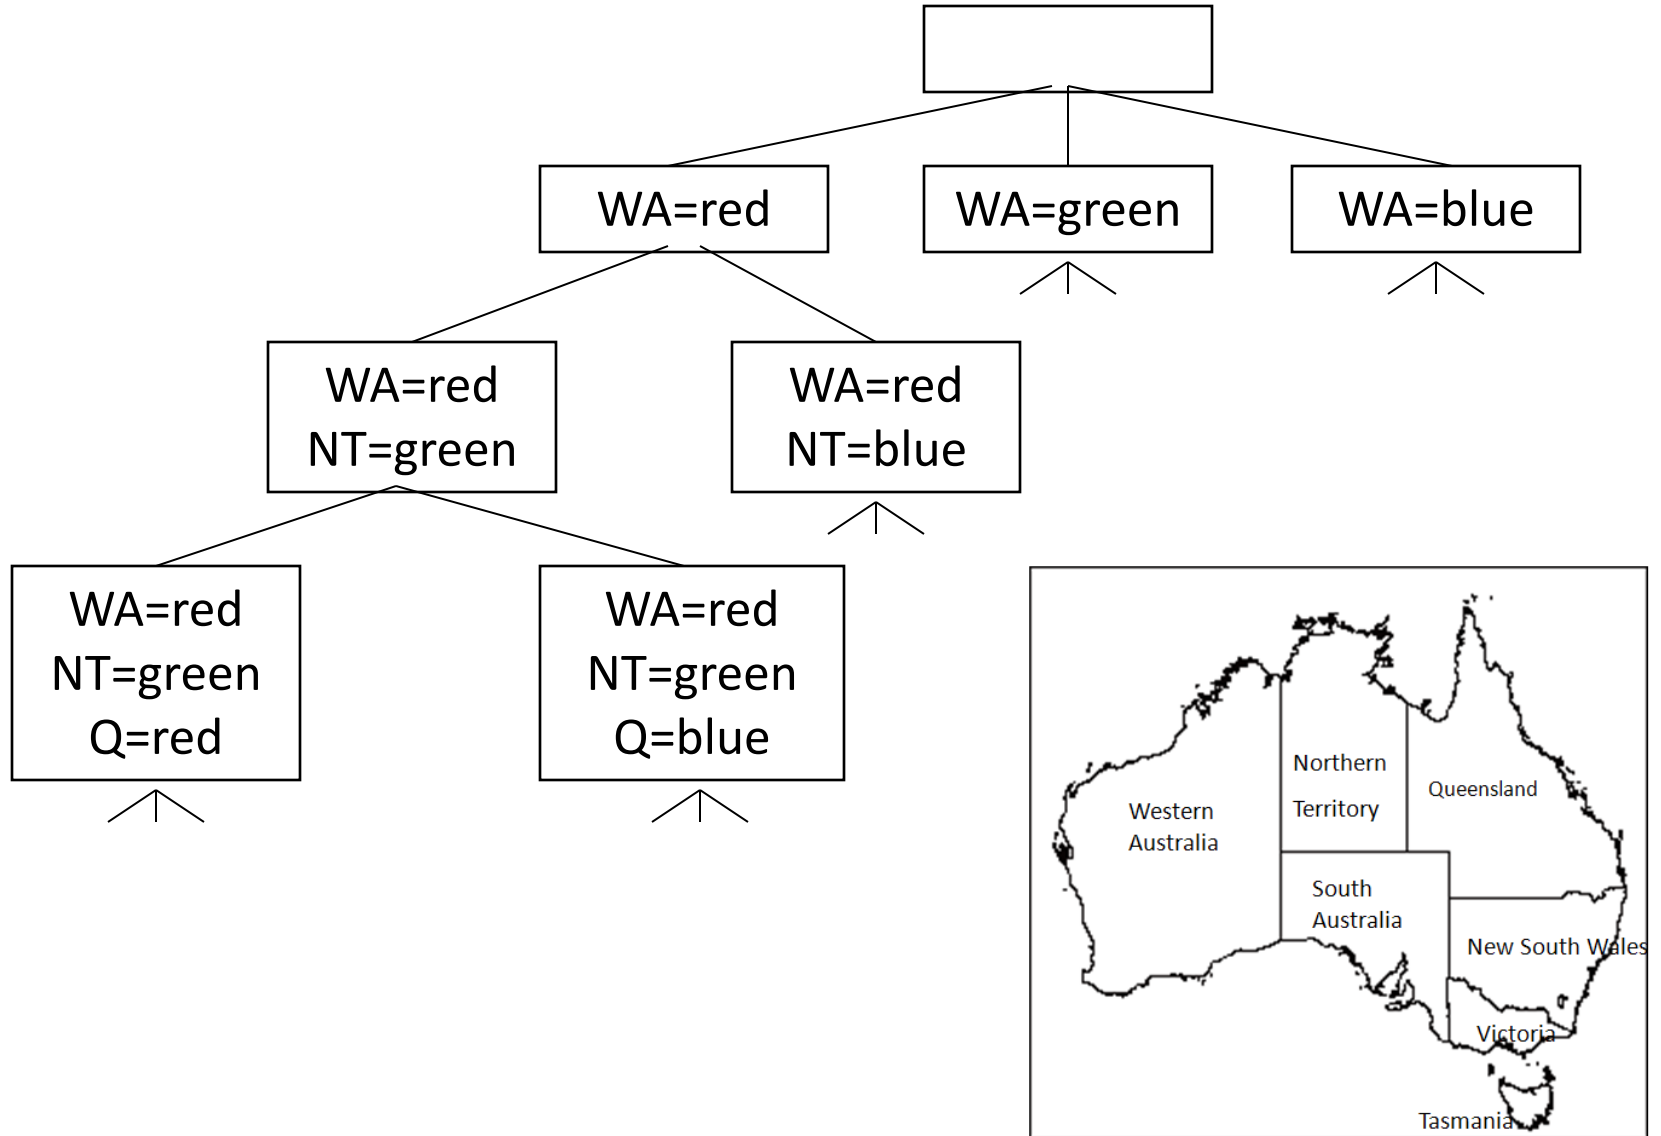 WA=red
WA=green
WA=blue
WA=red
NT=green
WA=red
NT=blue
WA=red
NT=green
Q=red
WA=red
NT=green
Q=blue
Northern
Territory
Queensland
Western
Australia
South
Australia
New South Wales
Victoria
Tasmania